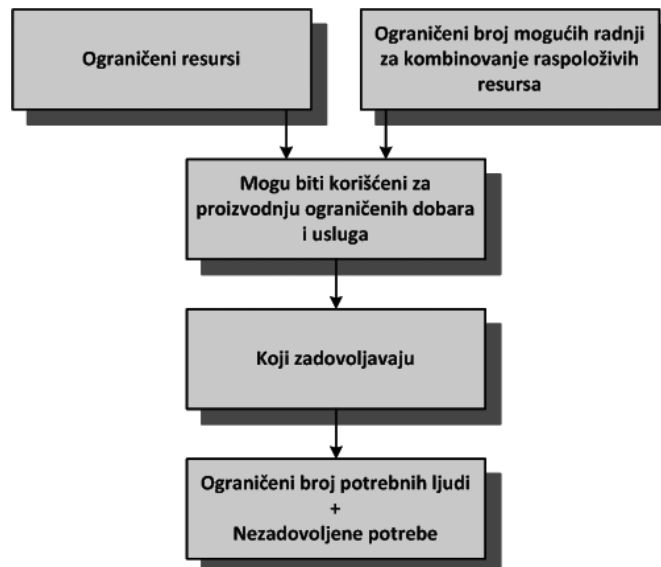 Ograničeni resursi
Ograničeni broj mogućih radnji
za kombinovanje raspoloživih
resursa
Mogu biti korišćeni za
proizvodnju ograničenih dobara
i usluga
Koji zadovoljavaju
Ograničeni broj potrebnih ljudi
+
Nezadovoljene potrebe